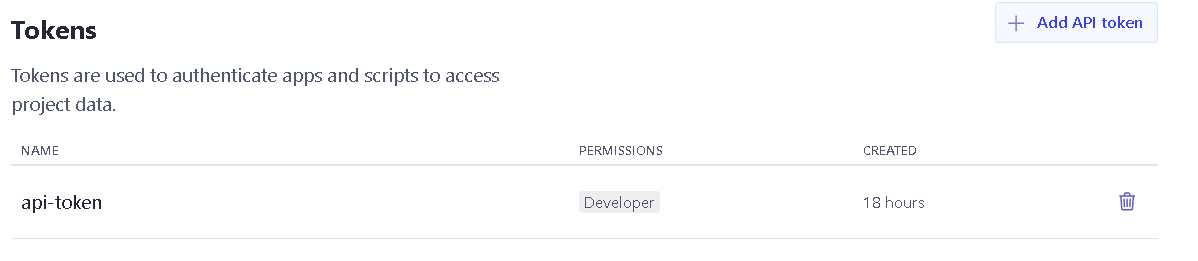 Tokens
Add API token
Tokens are used to authenticate apps and scripts to access
project data.
NAME PERMISSIONS CREATED
api-token Developer 18 hours